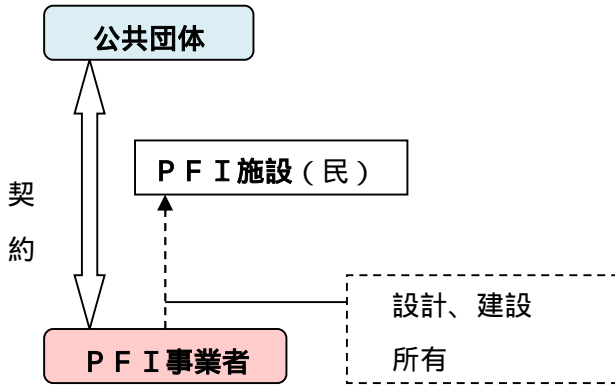 公共団体
ＰＦＩ施設（民）
契
約
設計、建設
所有
ＰＦＩ事業者